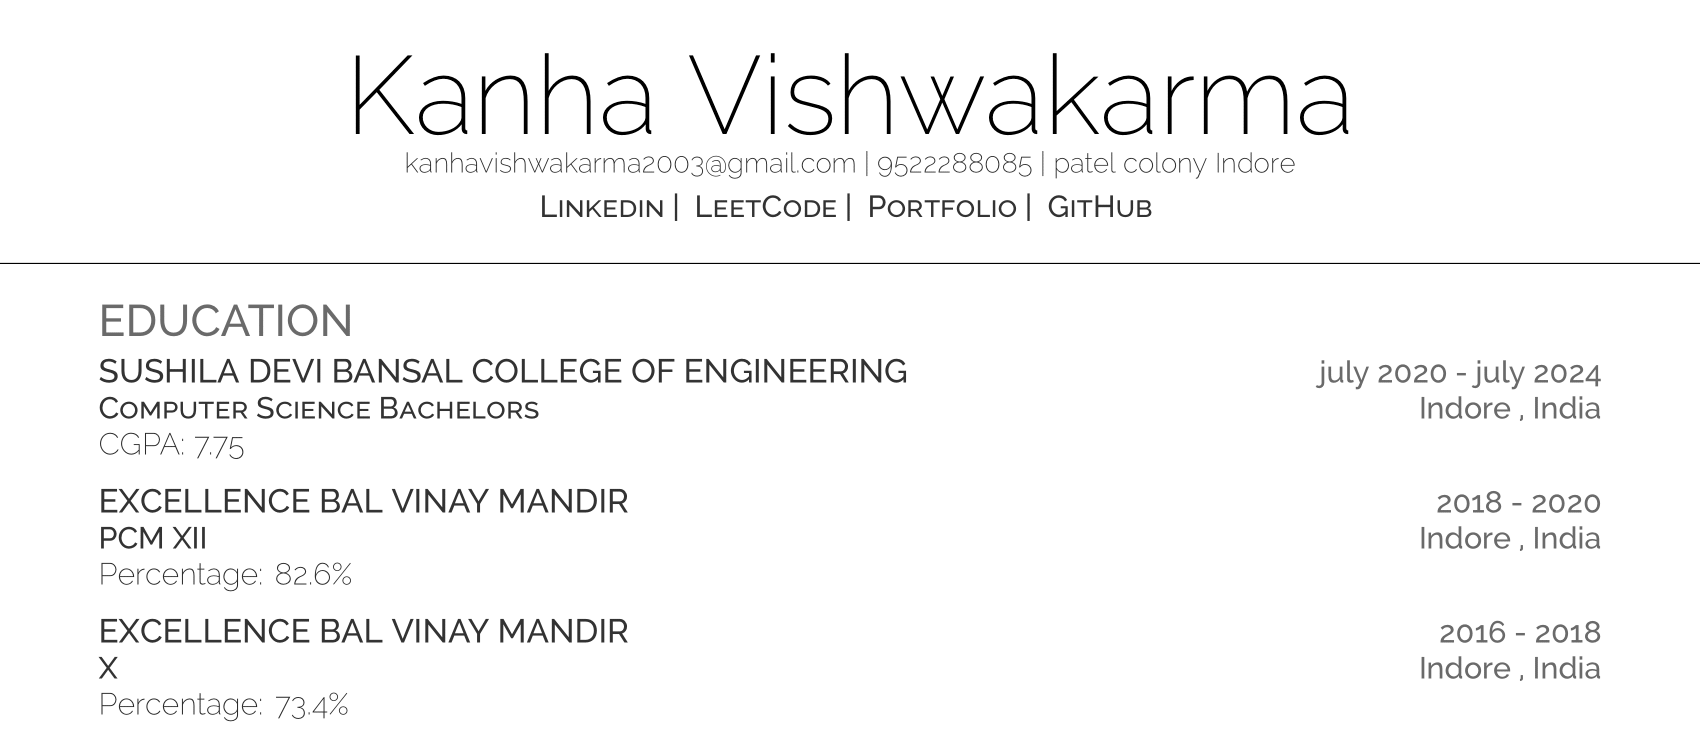 Kanha Vishwakarma
kanhavishwakarma2003@gmail.com | 9522288085 | patel colony Indore
LINKEDIN | LEETCODE | PORTFOLIO | GITHUB
EDUCATION
SUSHILA DEVI BANSAL COLLEGE OF ENGINEERING july 2020 - july 2024
COMPUTER SCIENCE BACHELORS Indore , India
CGPA: 7.75
EXCELLENCE BAL VINAY MANDIR 2018 - 2020
PCM XII Indore , India
Percentage: 82.6%
EXCELLENCE BAL VINAY MANDIR 2016 - 2018
X Indore , India
Percentage: 73.4%